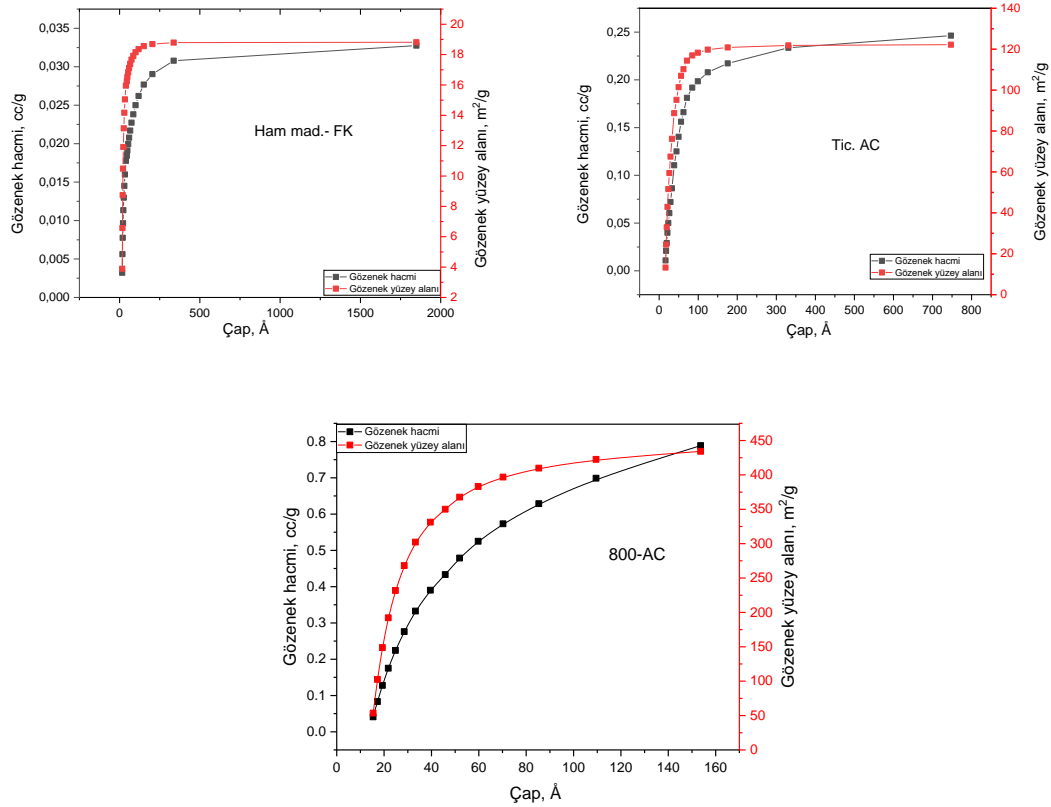 0,035
0,030
0,025
0,020
0,015
0,010
0,005
0,000
Gözenek hacmi, cc/g
20
18
16
14
12
10
8
6
4
2
Gözenek yüzey alanı, m²/g
Ham mad.- FK
Gözenek hacmi
Gözenek yüzey alanı
0 500 1000 1500 2000
Çap, Å
0,25
0,20
0,15
0,10
0,05
0,00
Gözenek hacmi, cc/g
140
120
100
80
60
40
20
0
Gözenek yüzey alanı, m²/g
Tic. AC
Gözenek hacmi
Gözenek yüzey alanı
0 100 200 300 400 500 600 700 800
Çap, Å
Gözenek hacmi
Gözenek yüzey alanı
0.8
0.7
0.6
0.5
0.4
0.3
0.2
0.1
0.0
Gözenek hacmi, cc/g
450
400
350
300
250
200
150
100
50
0
Gözenek yüzey alanı, m²/g
800-AC
0 20 40 60 80 100 120 140 160
Çap, Å